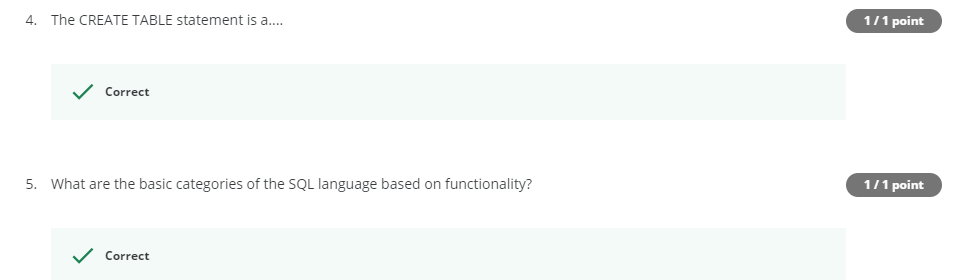 4. The CREATE TABLE statement is a.... 1 / 1 point
Correct
5. What are the basic categories of the SQL language based on functionality? 1 / 1 point
Correct